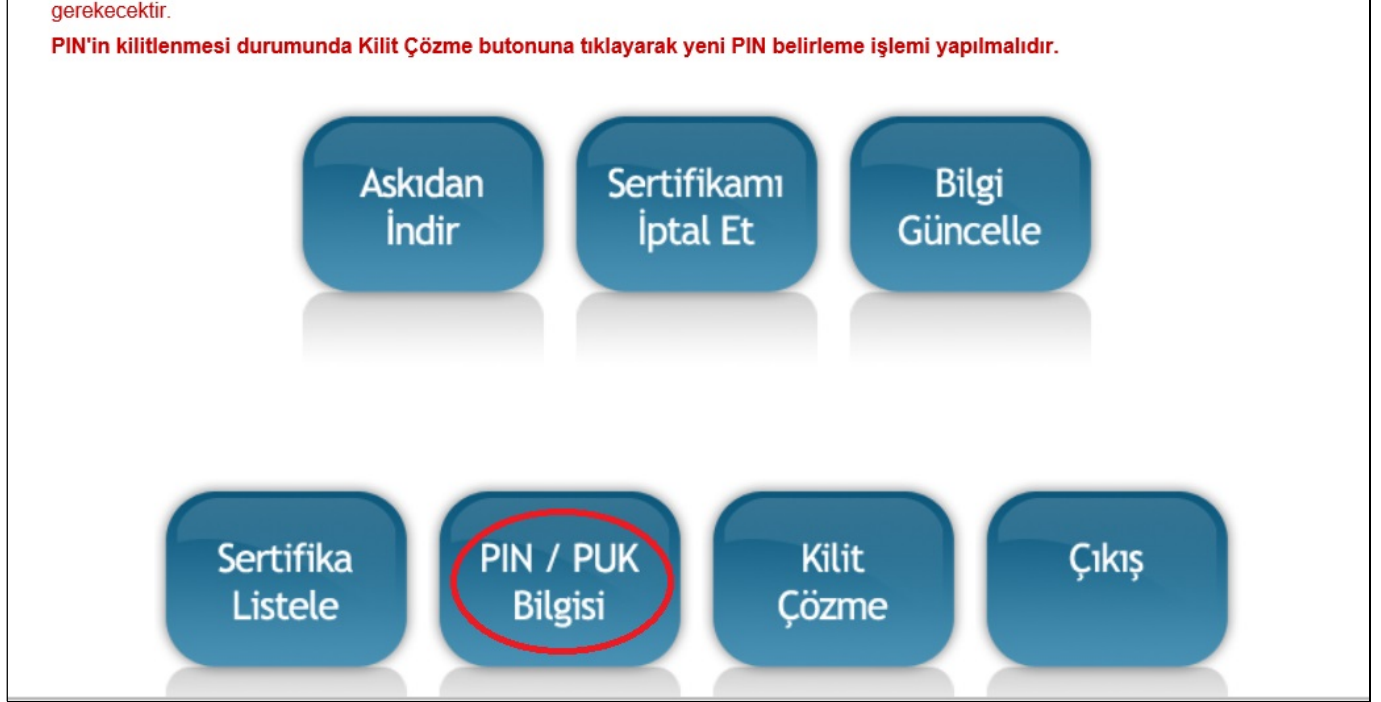 gerekecektir.
PIN'in kilitlenmesi durumunda Kilit Çözme butonuna tıklayarak yeni PIN belirleme işlemi yapılmalıdır.
Askıdan
İndir
Sertifikamı
İptal Et
Bilgi
Güncelle
Sertifika
Listele
PIN / PUK
Bilgisi
Kilit
Çözme
Çıkış